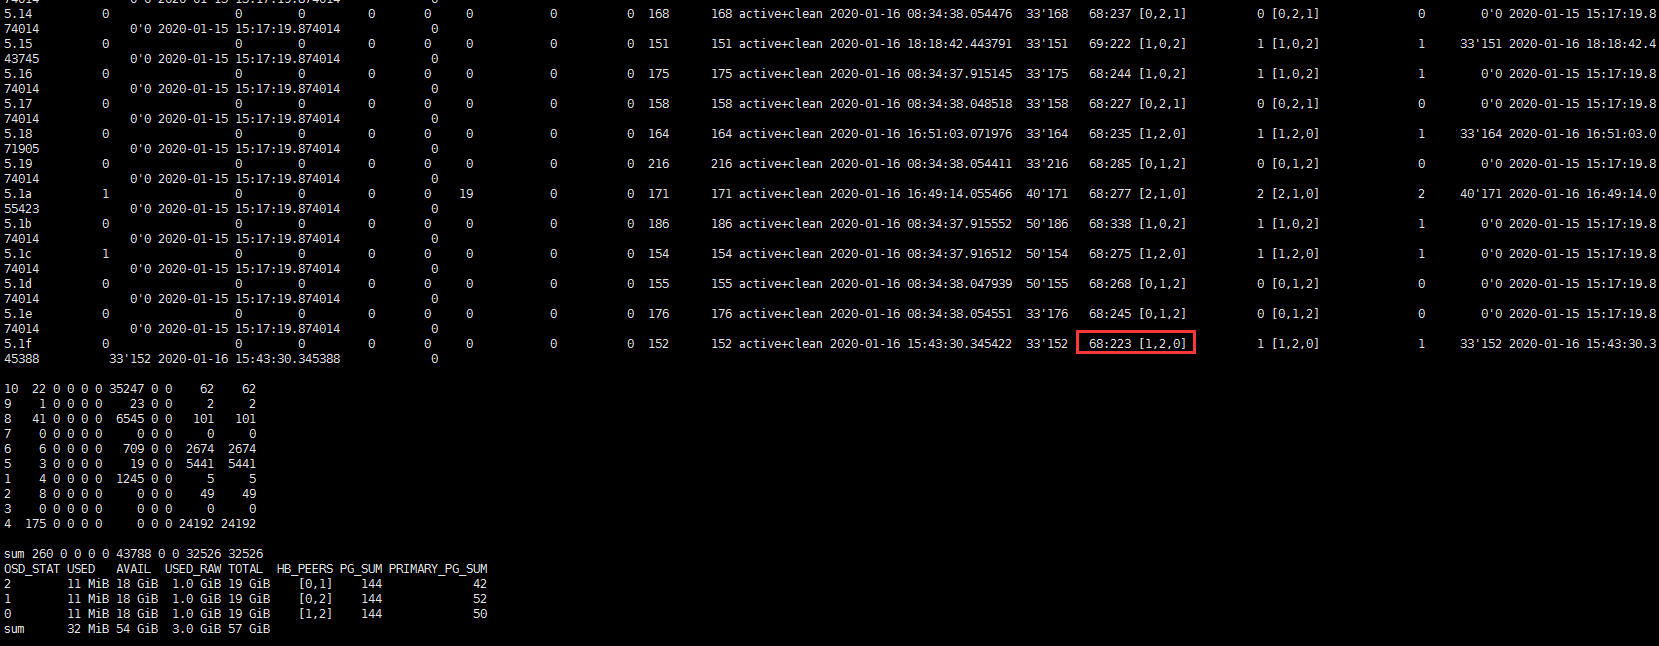 74014 0'0 2020-01-15 15:17:19.874014 0
5.14 0 0 0 0 0 0 0 168 168 active+clean 2020-01-16 08:34:38.054476 33'168 68:237 [0,2,1] 0 [0,2,1] 0 0'0 2020-01-15 15:17:19.8
74014 0'0 2020-01-15 15:17:19.874014 0
5.15 0 0 0 0 0 0 0 151 151 active+clean 2020-01-16 18:18:42.443791 33'151 69:222 [1,0,2] 1 [1,0,2] 1 33'151 2020-01-16 18:18:42.4
43745 0'0 2020-01-15 15:17:19.874014 0
5.16 0 0 0 0 0 0 0 175 175 active+clean 2020-01-16 08:34:37.915145 33'175 68:244 [1,0,2] 1 [1,0,2] 1 0'0 2020-01-15 15:17:19.8
74014 0'0 2020-01-15 15:17:19.874014 0
5.17 0 0 0 0 0 0 0 158 158 active+clean 2020-01-16 08:34:38.048518 33'158 68:227 [0,2,1] 0 [0,2,1] 0 0'0 2020-01-15 15:17:19.8
74014 0'0 2020-01-15 15:17:19.874014 0
5.18 0 0 0 0 0 0 0 164 164 active+clean 2020-01-16 16:51:03.071976 33'164 68:235 [1,2,0] 1 [1,2,0] 1 33'164 2020-01-16 16:51:03.0
71905 0'0 2020-01-15 15:17:19.874014 0
5.19 0 0 0 0 0 0 0 216 216 active+clean 2020-01-16 08:34:38.054411 33'216 68:285 [0,1,2] 0 [0,1,2] 0 0'0 2020-01-15 15:17:19.8
74014 0'0 2020-01-15 15:17:19.874014 0
5.1a 1 0 0 0 0 19 0 0 171 171 active+clean 2020-01-16 16:49:14.055466 40'171 68:277 [2,1,0] 2 [2,1,0] 2 40'171 2020-01-16 16:49:14.0
55423 0'0 2020-01-15 15:17:19.874014 0
5.1b 0 0 0 0 0 0 0 0 186 186 active+clean 2020-01-16 08:34:37.915552 50'186 68:338 [1,0,2] 1 [1,0,2] 1 0'0 2020-01-15 15:17:19.8
74014 0'0 2020-01-15 15:17:19.874014 0
5.1c 1 0 0 0 0 0 0 0 154 154 active+clean 2020-01-16 08:34:37.916512 50'154 68:275 [1,2,0] 1 [1,2,0] 1 0'0 2020-01-15 15:17:19.8
74014 0'0 2020-01-15 15:17:19.874014 0
5.1d 0 0 0 0 0 0 0 0 155 155 active+clean 2020-01-16 08:34:38.047939 50'155 68:268 [0,1,2] 0 [0,1,2] 0 0'0 2020-01-15 15:17:19.8
74014 0'0 2020-01-15 15:17:19.874014 0
5.1e 0 0 0 0 0 0 0 0 176 176 active+clean 2020-01-16 08:34:38.054551 33'176 68:245 [0,1,2] 0 [0,1,2] 0 0'0 2020-01-15 15:17:19.8
74014 0'0 2020-01-15 15:17:19.874014 0
5.1f 0 0 0 0 0 0 0 0 152 152 active+clean 2020-01-16 15:43:30.345422 33'152 68:223 [1,2,0] 1 [1,2,0] 1 33'152 2020-01-16 15:43:30.3
45388 33'152 2020-01-16 15:43:30.345388 0
10 22 0 0 0 0 35247 0 0 62 62
9 1 0 0 0 0 23 0 0 2 2
8 41 0 0 0 0 6545 0 0 101 101
7 0 0 0 0 0 0 0 0 0 0
6 6 0 0 0 0 709 0 0 2674 2674
5 3 0 0 0 0 19 0 0 5441 5441
1 4 0 0 0 0 1245 0 0 5 5
2 8 0 0 0 0 0 0 0 49 49
3 0 0 0 0 0 0 0 0 0 0
4 175 0 0 0 0 0 0 0 24192 24192
sum 260 0 0 0 0 43788 0 0 32526 32526
OSD_STAT USED AVAIL USED_RAW TOTAL HB_PEERS PG_SUM PRIMARY_PG_SUM
2 11 MiB 18 GiB 1.0 GiB 19 GiB [0,1] 144 42
1 11 MiB 18 GiB 1.0 GiB 19 GiB [0,2] 144 52
0 11 MiB 18 GiB 1.0 GiB 19 GiB [1,2] 144 50
sum 32 MiB 54 GiB 3.0 GiB 57 GiB